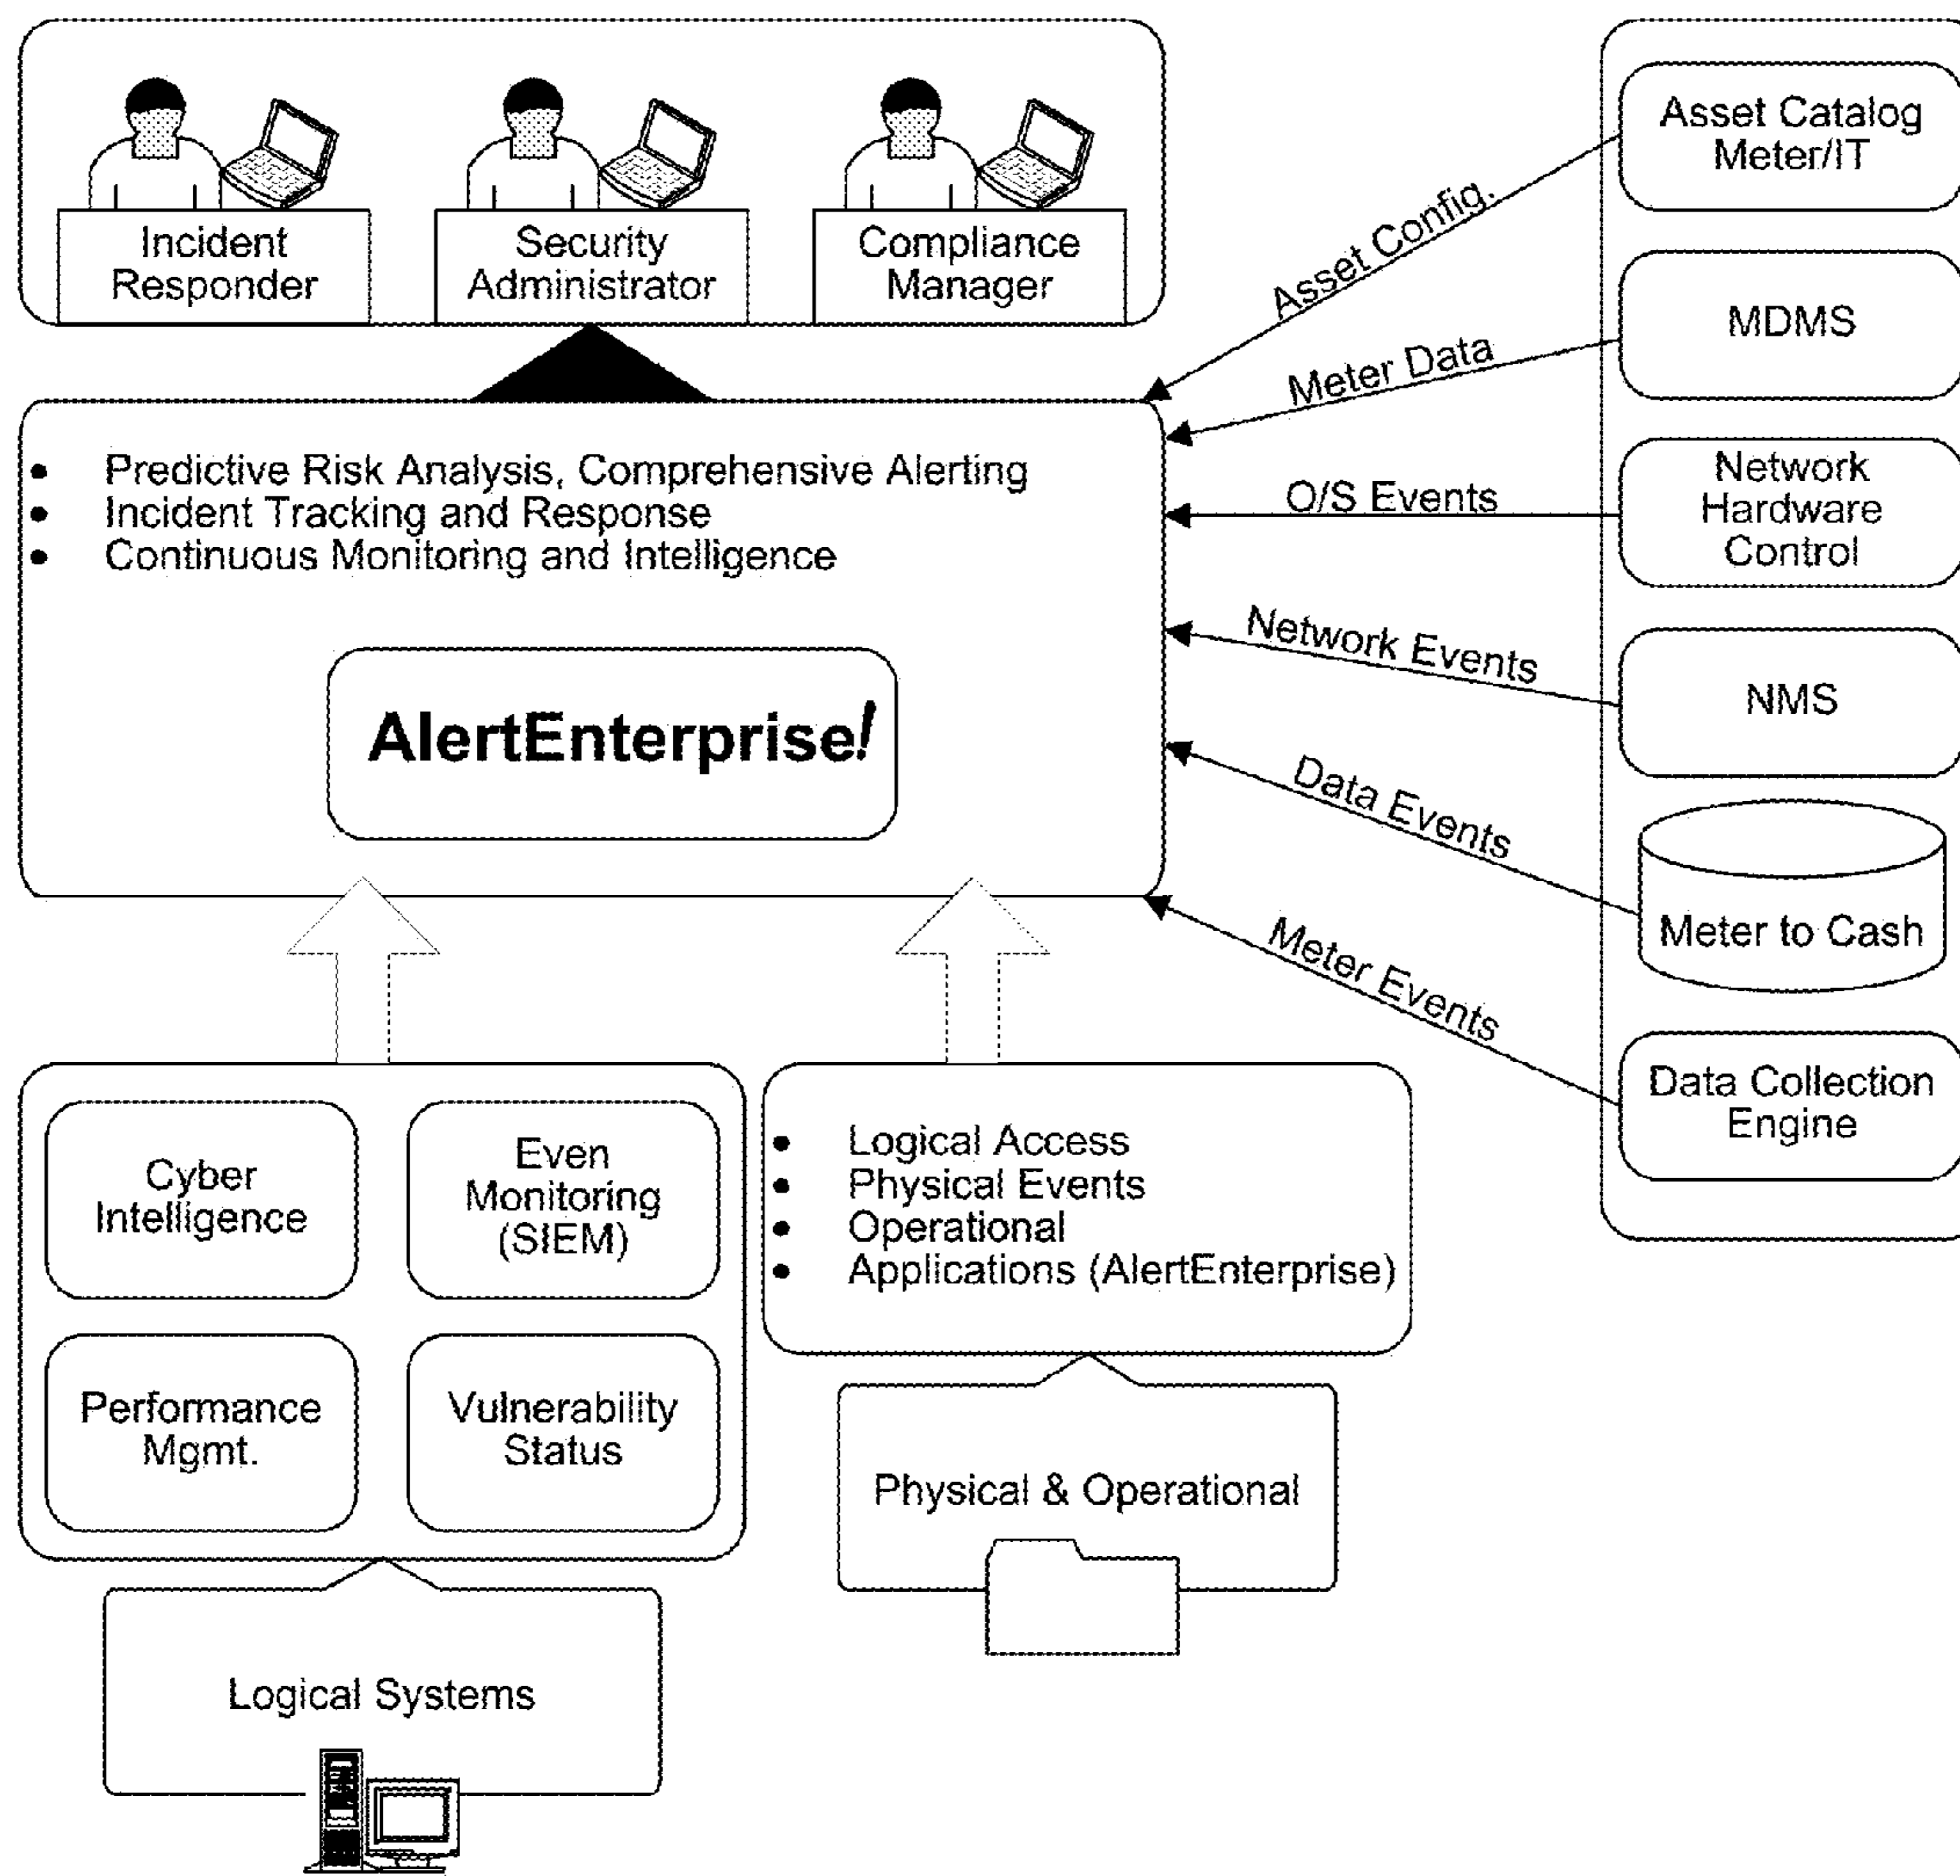 Incident
Responder
Security
Administrator
Compliance
Manager
• Predictive Risk Analysis, Comprehensive Alerting
• Incident Tracking and Response
• Continuous Monitoring and Intelligence
AlertEnterprise!
Asset Config.
Meter Data
O/S Events
Network Events
Data Events
Meter Events
Asset Catalog
Meter/IT
MDMS
Network
Hardware
Control
NMS
Meter to Cash
Data Collection
Engine
Cyber
Intelligence
Even
Monitoring
(SIEM)
Performance
Mgmt.
Vulnerability
Status
• Logical Access
• Physical Events
• Operational
• Applications (AlertEnterprise)
Physical & Operational
Logical Systems